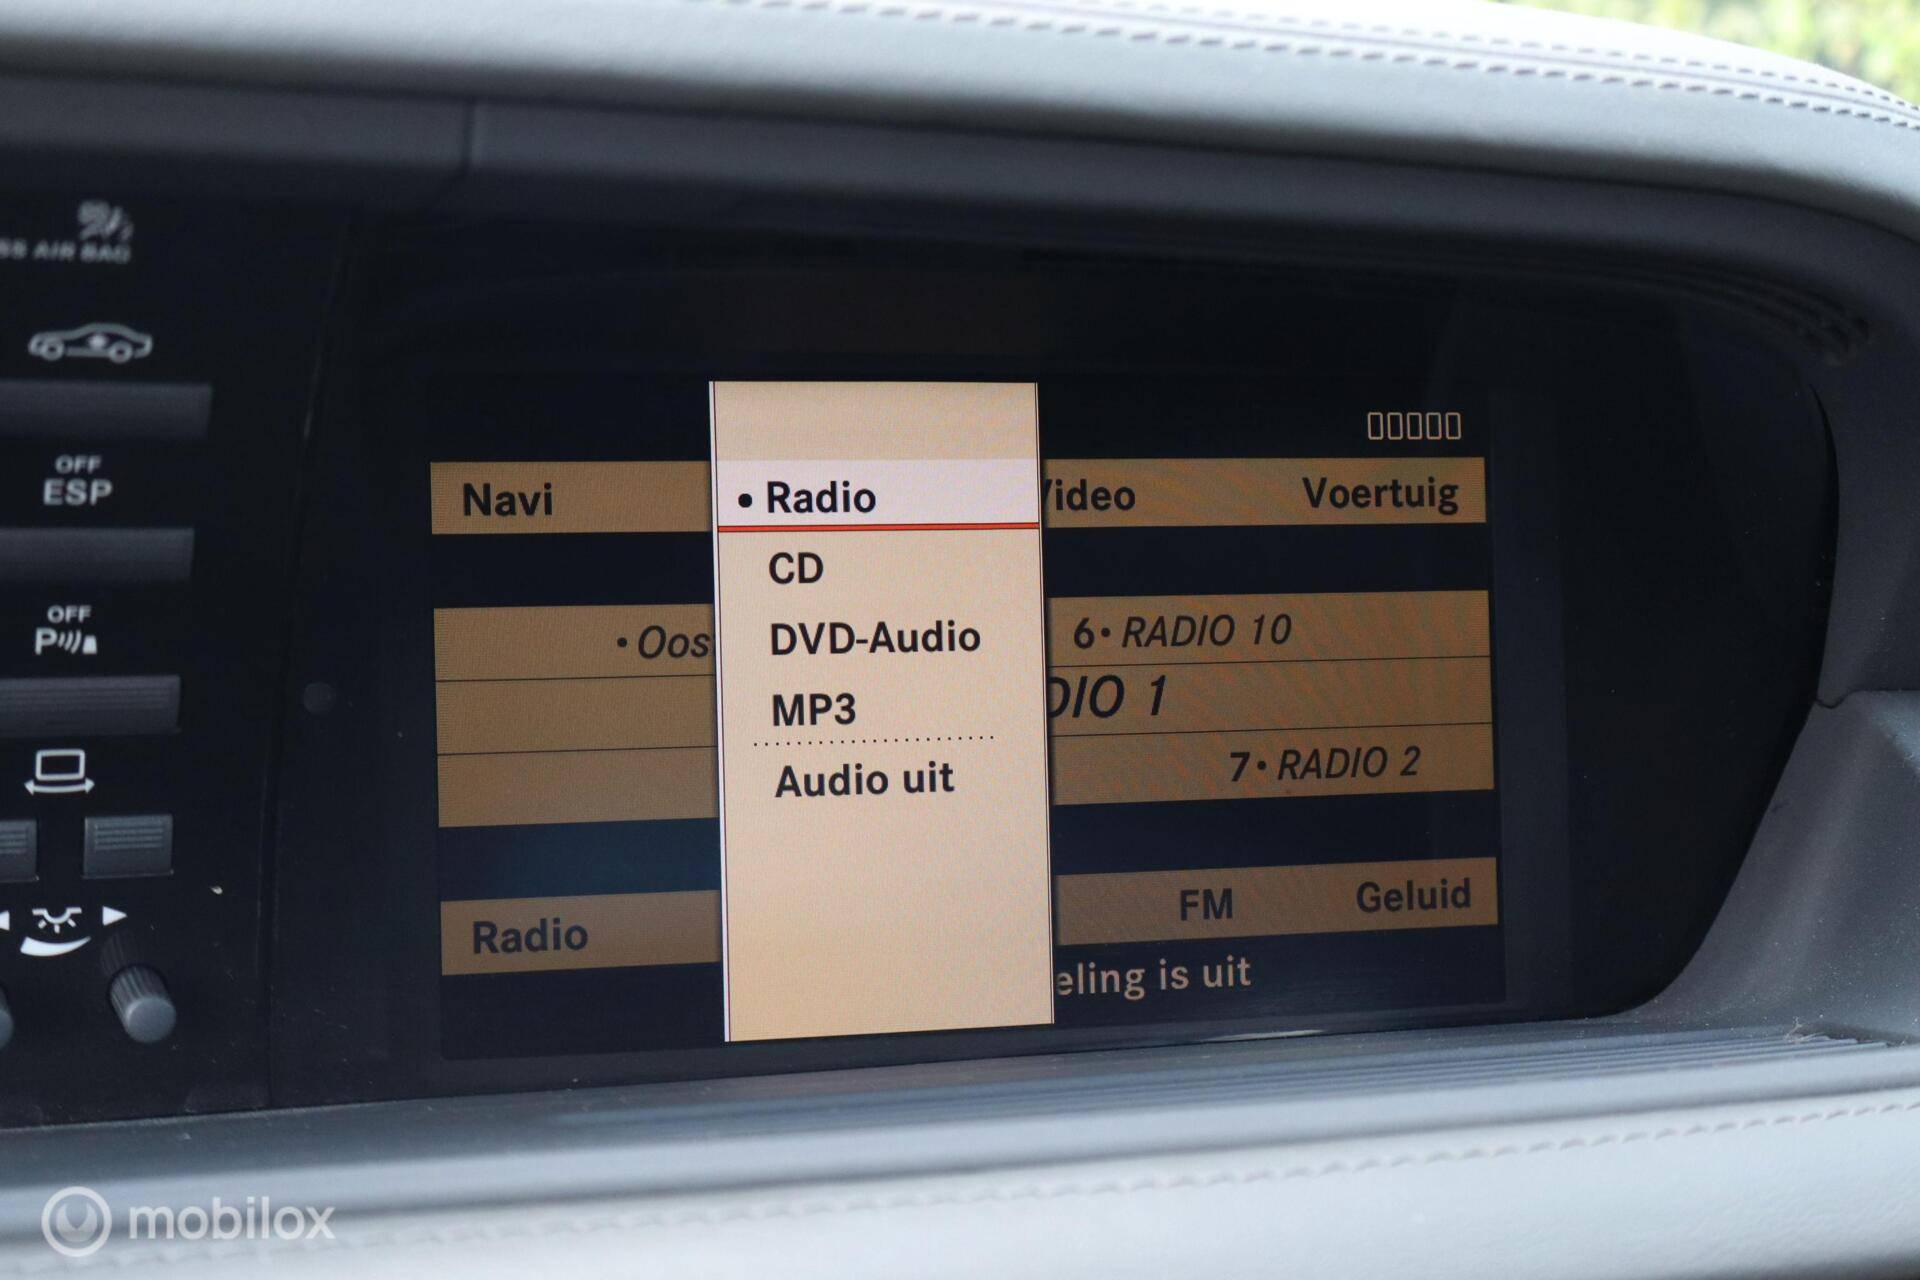 AIR BAG
OFF
ESP
OFF
P
Navi
Video
Voertuig
• Radio
CD
DVD-Audio
MP3
Audio uit
• Oos
6 • RADIO 10
DIO 1
7 • RADIO 2
Radio
FM
Geluid
eling is uit
mobilox